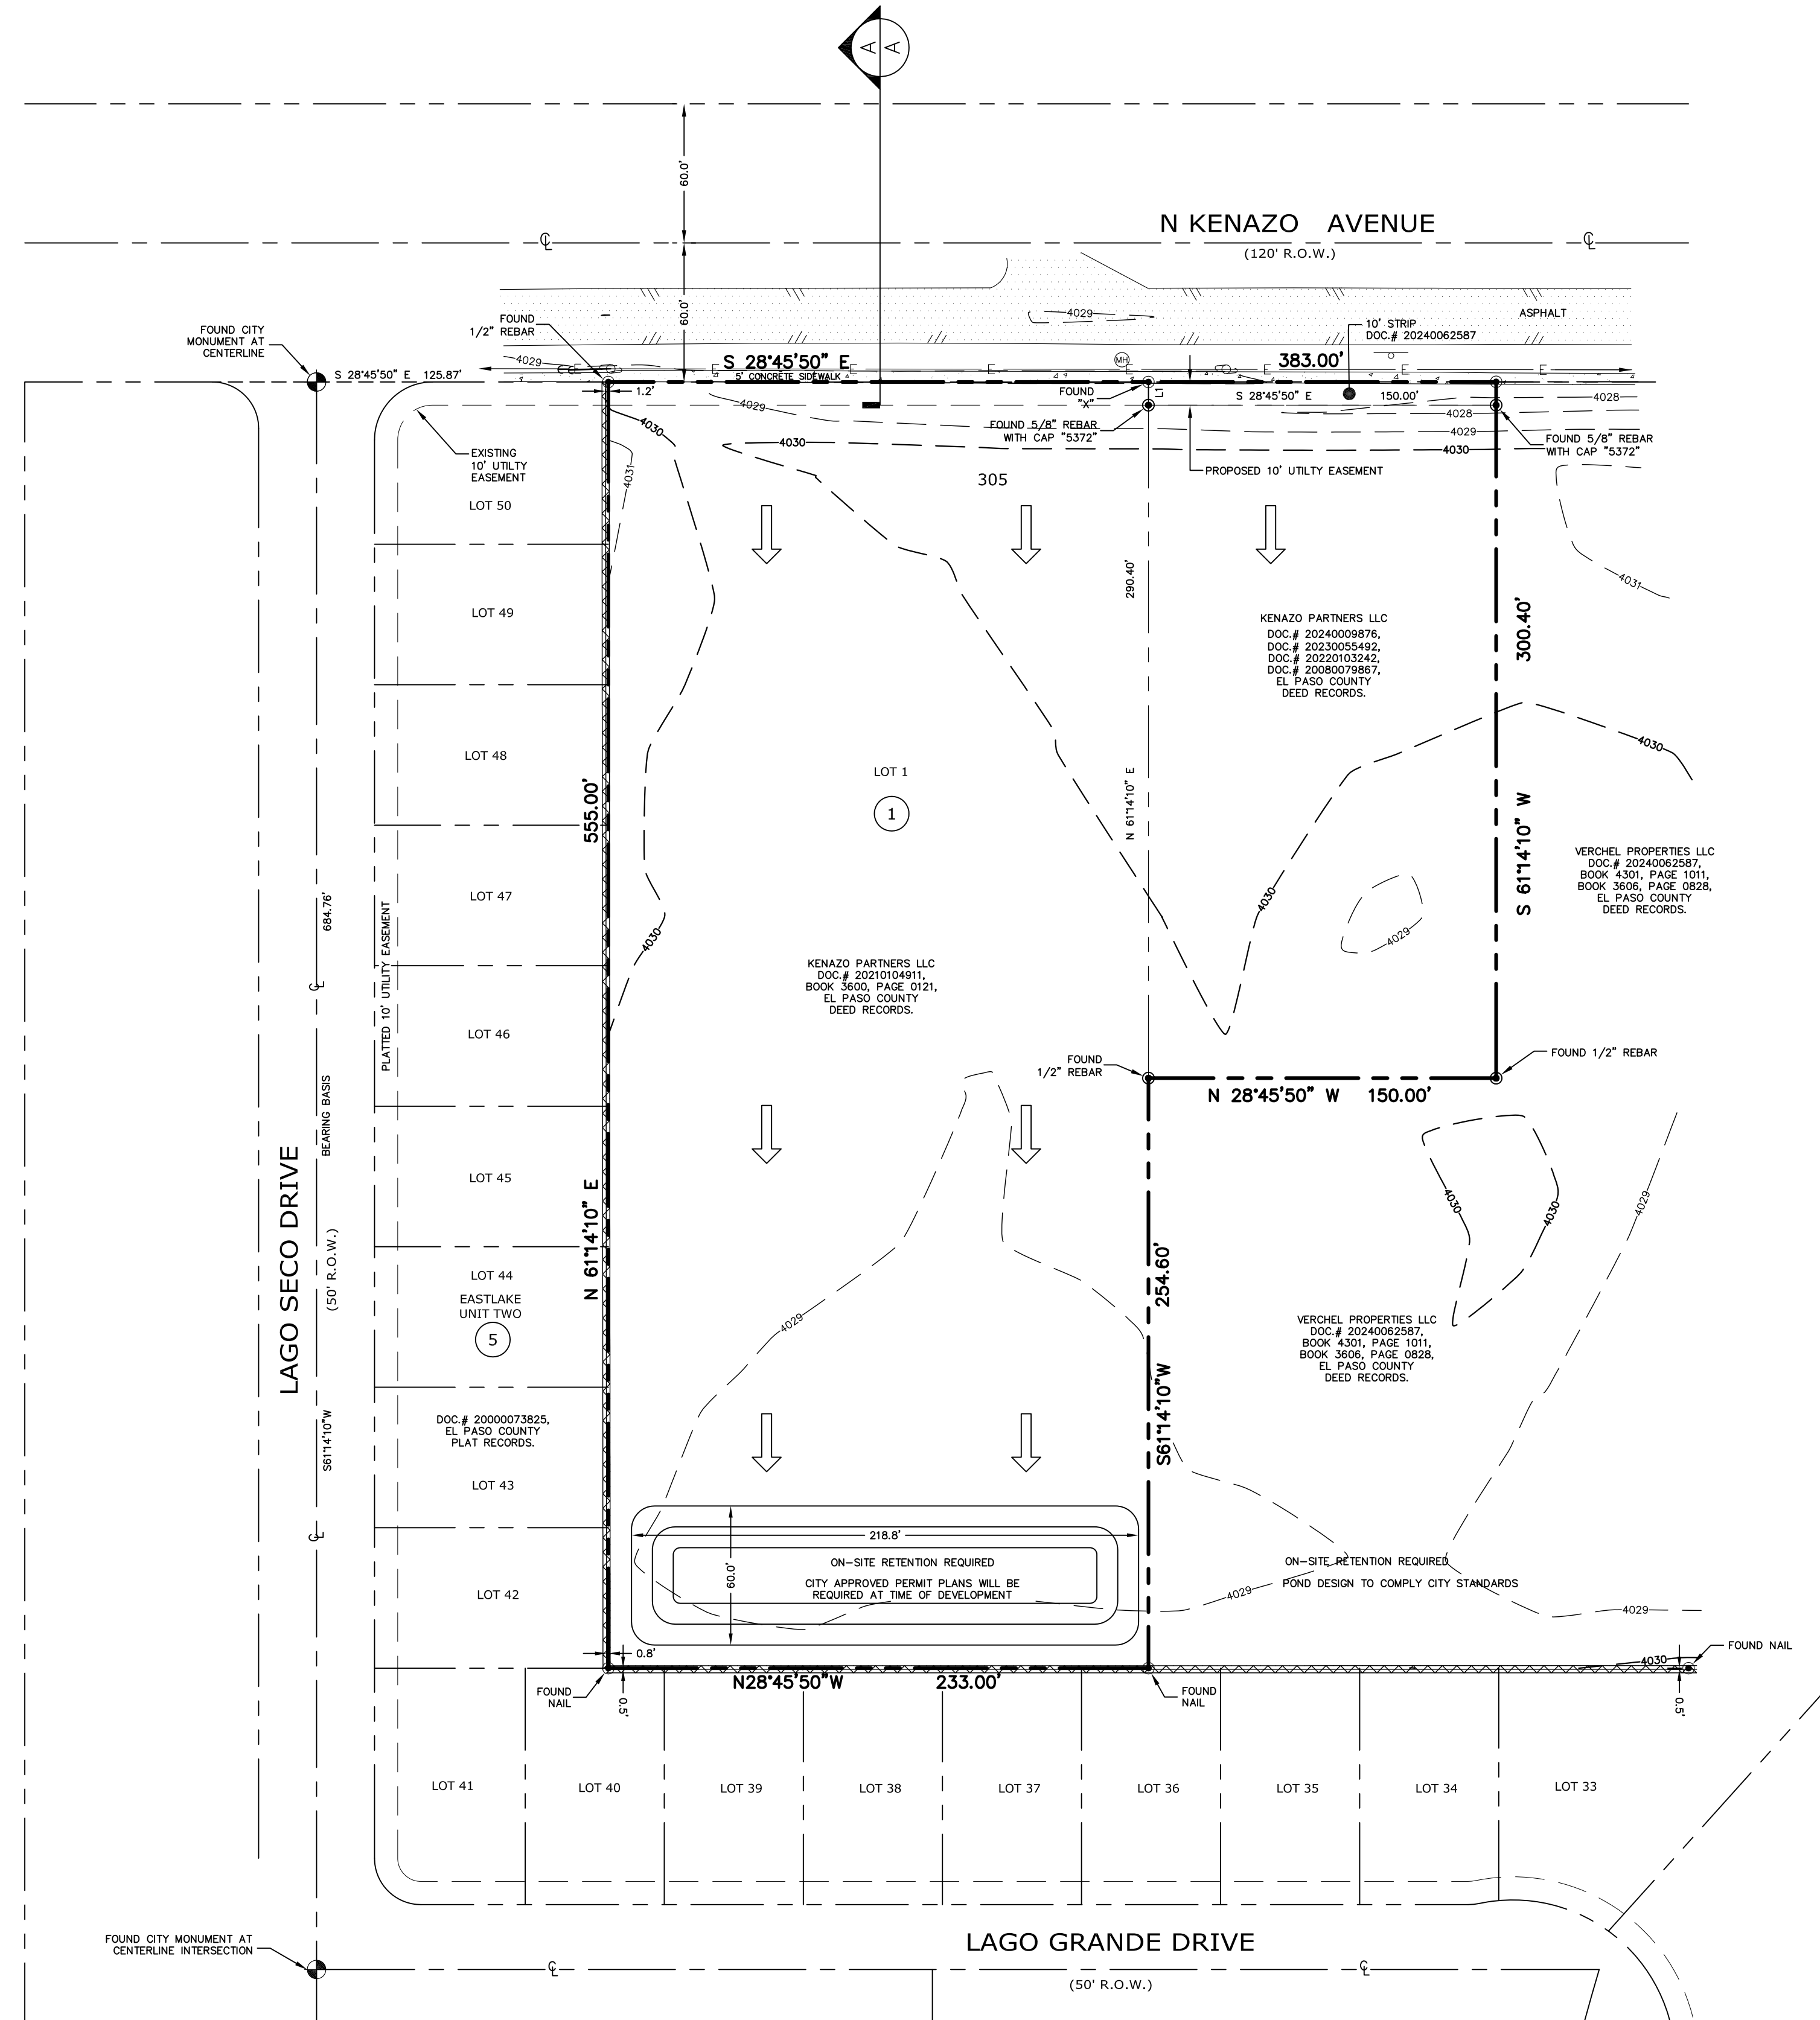 A A
60.0'
N KENAZO AVENUE
(120' R.O.W.)
℄
℄
60.0'
ASPHALT
4029
FOUND
1/2" REBAR
FOUND CITY
MONUMENT AT
CENTERLINE
10' STRIP
DOC.# 20240062587
MH
E
E
E
E
E
E
E
E
4029
S 28°45'50" E 383.00'
5' CONCRETE SIDEWALK
S 28°45'50" E 125.87'
1.2'
FOUND
"X"
L1
S 28°45'50" E 150.00'
4028
4028
4029
4029
4030
4030
4030
4030
FOUND 5/8" REBAR
WITH CAP "5372"
FOUND 5/8" REBAR
WITH CAP "5372"
EXISTING
10' UTILTY
EASEMENT
PROPOSED 10' UTILTY EASEMENT
305
4031
4031
LOT 50
LOT 49
LOT 48
LOT 47
LOT 46
LOT 45
LOT 44
EASTLAKE
UNIT TWO
5
DOC.# 20000073825,
EL PASO COUNTY
PLAT RECORDS.
LOT 43
LOT 42
290.40'
N 61°14'10" E
KENAZO PARTNERS LLC
DOC.# 20240009876,
DOC.# 20230055492,
DOC.# 20220103242,
DOC.# 20080079867,
EL PASO COUNTY
DEED RECORDS.
300.40'
S 61°14'10" W
4030
LOT 1
1
555.00'
N 61°14'10" E
VERCHEL PROPERTIES LLC
DOC.# 20240062587,
BOOK 4301, PAGE 1011,
BOOK 3606, PAGE 0828,
EL PASO COUNTY
DEED RECORDS.
4030
4030
4029
684.76'
℄
BEARING BASIS
S61°14'10"W
℄
LAGO SECO DRIVE
(50' R.O.W.)
PLATTED 10' UTILITY EASEMENT
KENAZO PARTNERS LLC
DOC.# 20210104911,
BOOK 3600, PAGE 0121,
EL PASO COUNTY
DEED RECORDS.
FOUND
1/2" REBAR
FOUND 1/2" REBAR
N 28°45'50" W 150.00'
4030
4030
4029
254.60'
S61°14'10"W
4029
VERCHEL PROPERTIES LLC
DOC.# 20240062587,
BOOK 4301, PAGE 1011,
BOOK 3606, PAGE 0828,
EL PASO COUNTY
DEED RECORDS.
218.8'
60.0'
ON-SITE RETENTION REQUIRED
CITY APPROVED PERMIT PLANS WILL BE
REQUIRED AT TIME OF DEVELOPMENT
ON-SITE RETENTION REQUIRED
POND DESIGN TO COMPLY CITY STANDARDS
4029
4029
0.8'
4030
FOUND NAIL
N28°45'50"W 233.00'
FOUND
NAIL
0.5'
FOUND
NAIL
0.5'
LOT 41
LOT 40
LOT 39
LOT 38
LOT 37
LOT 36
LOT 35
LOT 34
LOT 33
FOUND CITY MONUMENT AT
CENTERLINE INTERSECTION
LAGO GRANDE DRIVE
℄
℄
(50' R.O.W.)